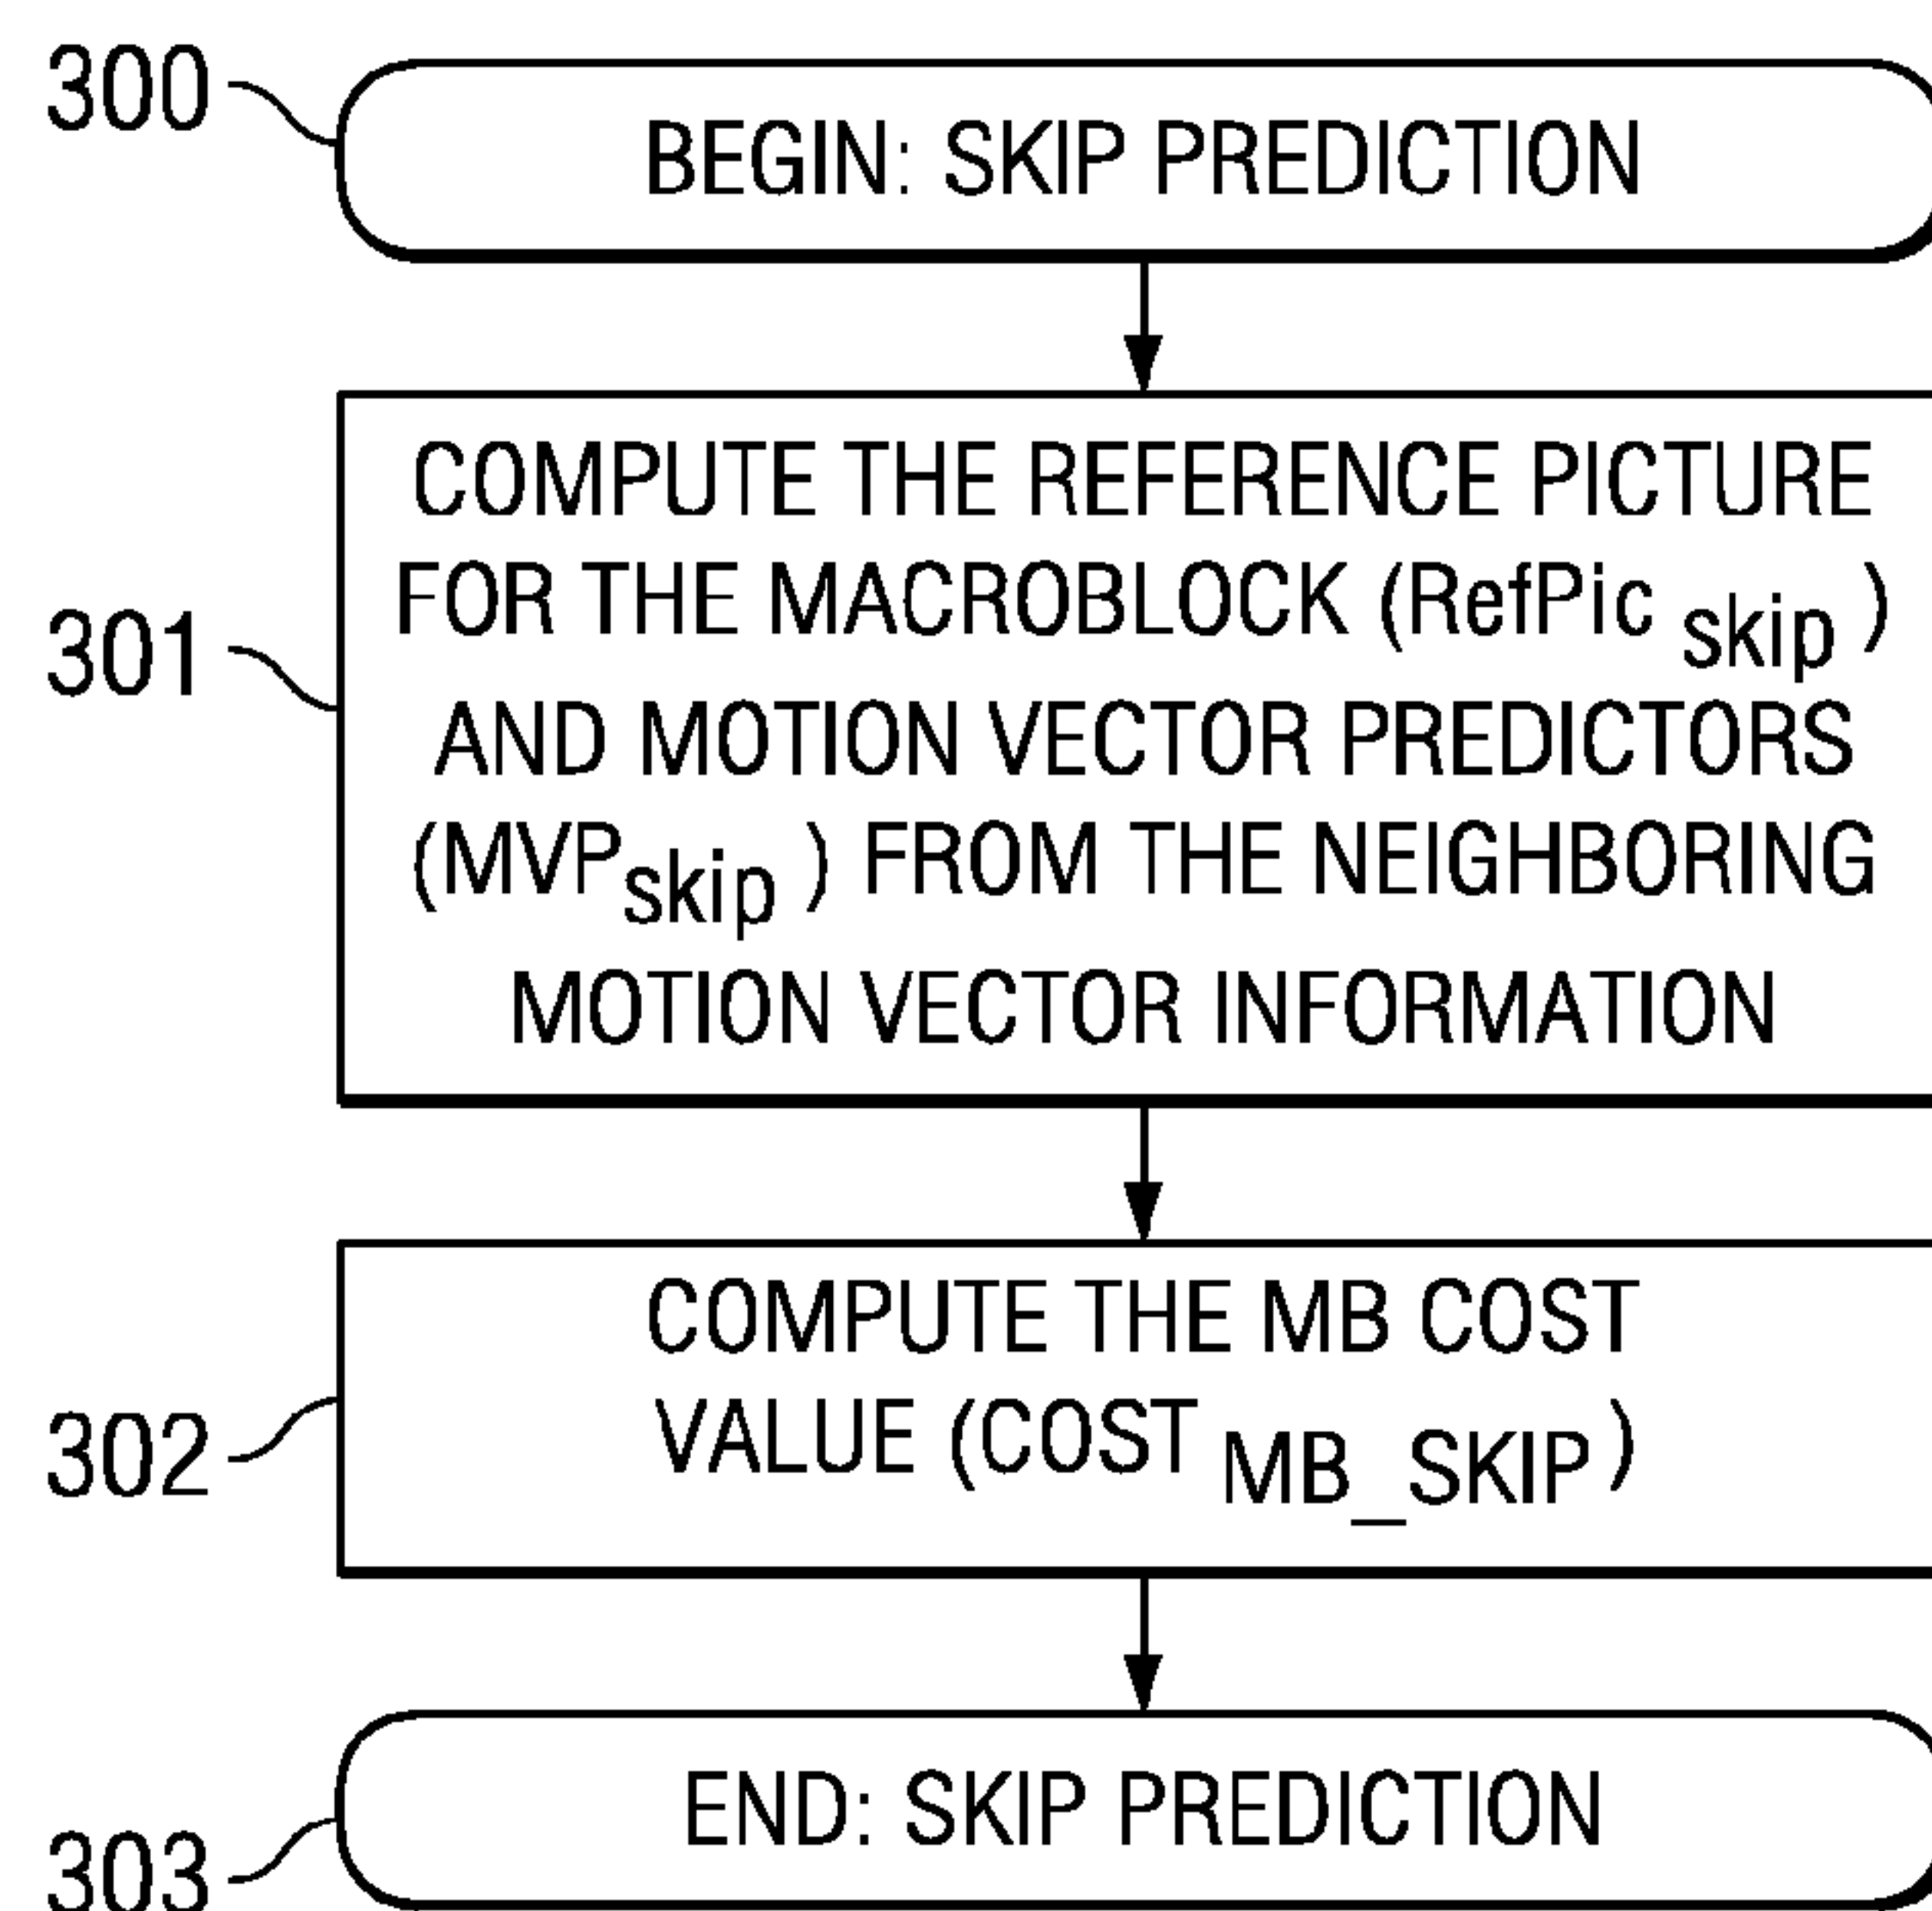 300
BEGIN: SKIP PREDICTION
COMPUTE THE REFERENCE PICTURE
FOR THE MACROBLOCK (RefPic skip )
301
AND MOTION VECTOR PREDICTORS
(MVPskip ) FROM THE NEIGHBORING
MOTION VECTOR INFORMATION
COMPUTE THE MB COST
VALUE (COST MB_SKIP )
302
END: SKIP PREDICTION
303